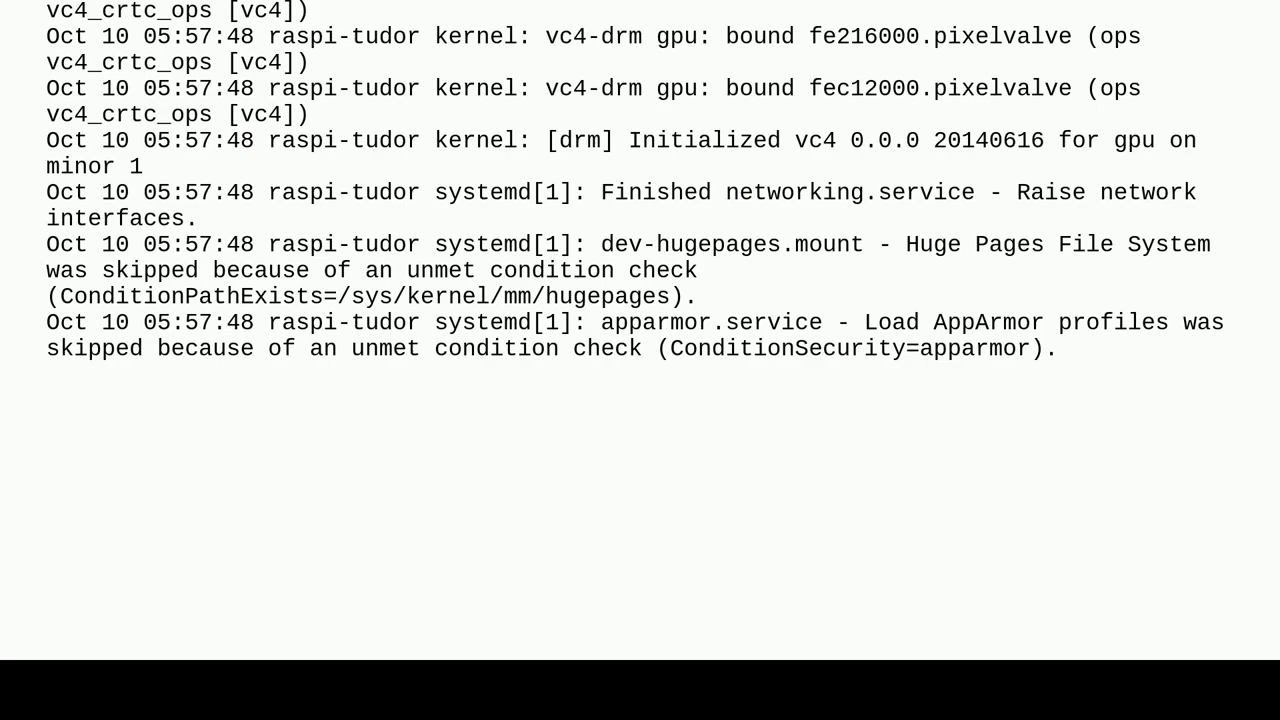 vc4_crtc_ops [vc4])
Oct 10 05:57:48 raspi-tudor kernel: vc4-drm gpu: bound fe216000.pixelvalve (ops
vc4_crtc_ops [vc4])
Oct 10 05:57:48 raspi-tudor kernel: vc4-drm gpu: bound fec12000.pixelvalve (ops
vc4_crtc_ops [vc4])
Oct 10 05:57:48 raspi-tudor kernel: [drm] Initialized vc4 0.0.0 20140616 for gpu on
minor 1
Oct 10 05:57:48 raspi-tudor systemd[1]: Finished networking.service - Raise network
interfaces.
Oct 10 05:57:48 raspi-tudor systemd[1]: dev-hugepages.mount - Huge Pages File System
was skipped because of an unmet condition check
(ConditionPathExists=/sys/kernel/mm/hugepages).
Oct 10 05:57:48 raspi-tudor systemd[1]: apparmor.service - Load AppArmor profiles was
skipped because of an unmet condition check (ConditionSecurity=apparmor).